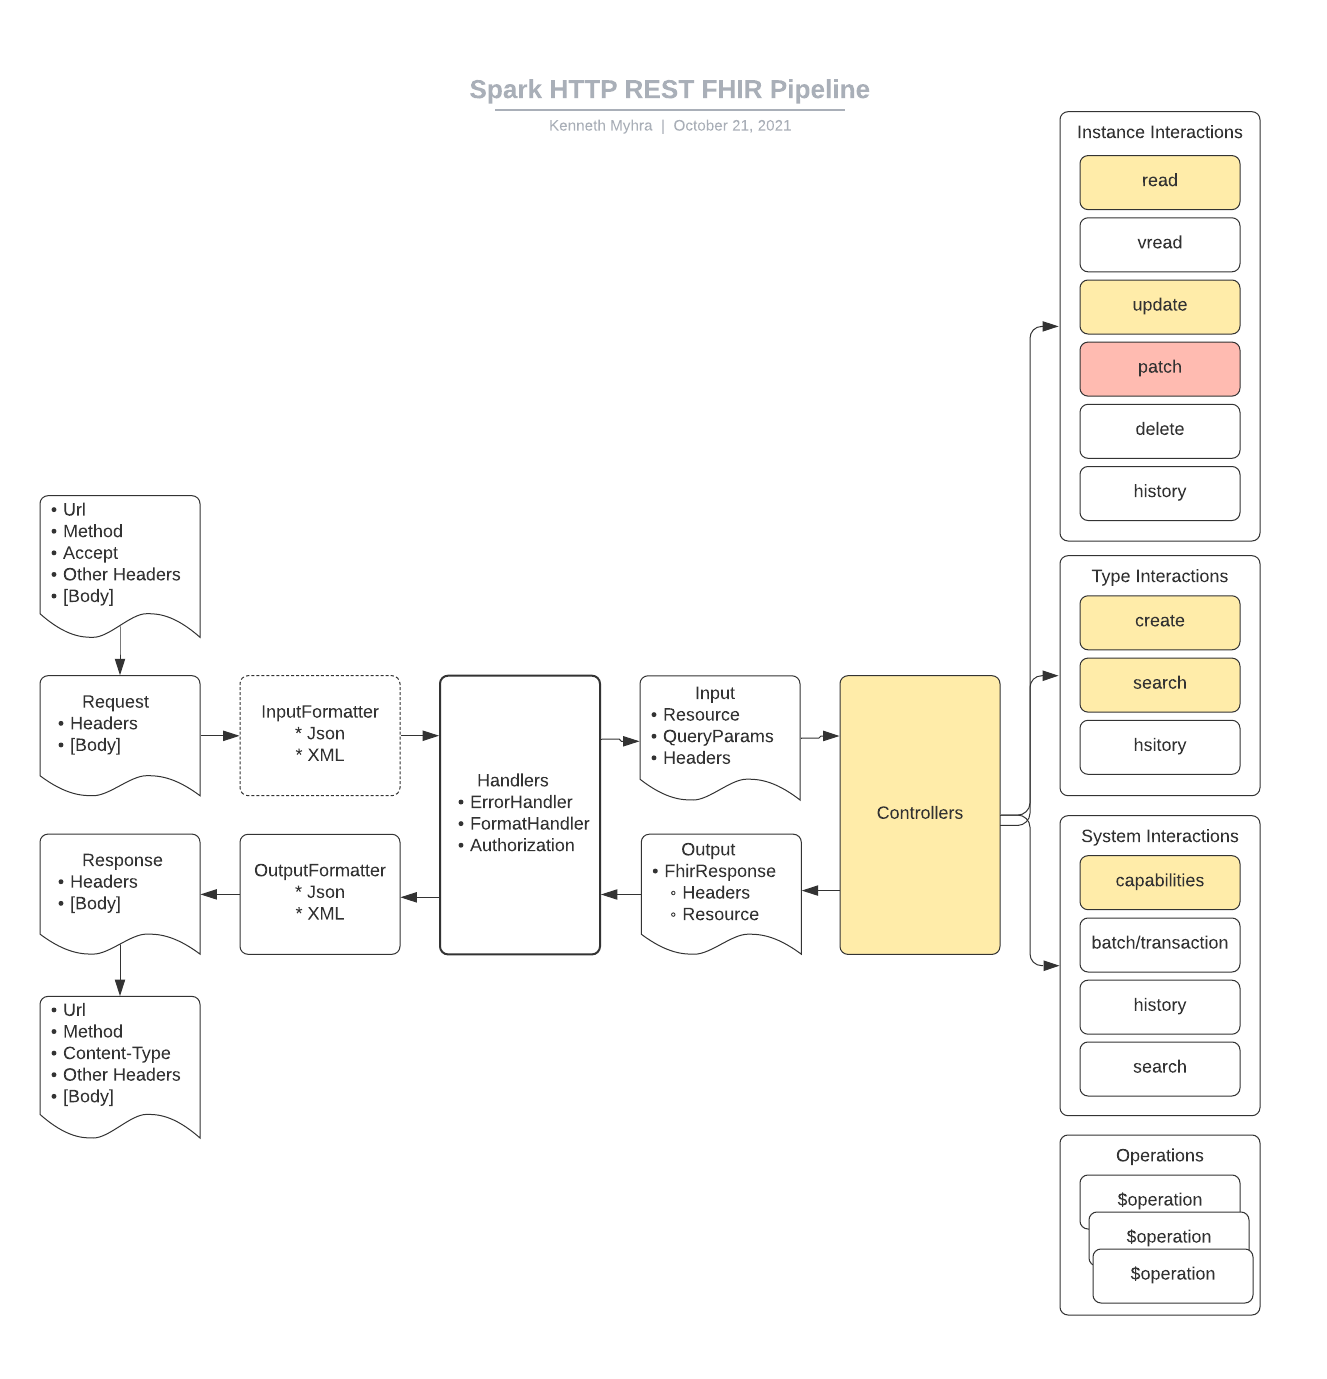 Spark HTTP REST FHIR Pipeline
Kenneth Myhra | October 21, 2021
• Url
• Method
• Accept
• Other Headers
• [Body]
Request
• Headers
• [Body]
InputFormatter
* Json
* XML
Handlers
• ErrorHandler
• FormatHandler
• Authorization
Input
• Resource
• QueryParams
• Headers
Controllers
Output
• FhirResponse
◦ Headers
◦ Resource
OutputFormatter
* Json
* XML
Response
• Headers
• [Body]
• Url
• Method
• Content-Type
• Other Headers
• [Body]
Instance Interactions
read
vread
update
patch
delete
history
Type Interactions
create
search
hsitory
System Interactions
capabilities
batch/transaction
history
search
Operations
$operation
$operation
$operation